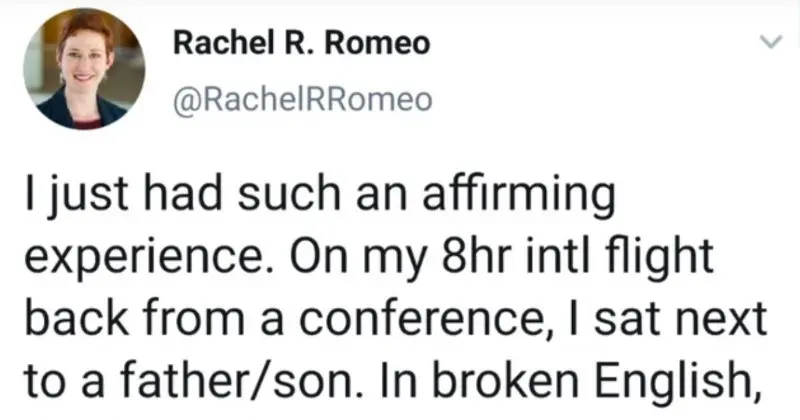 Rachel R. Romeo
@RachelRRomeo
I just had such an affirming
experience. On my 8hr intl flight
back from a conference, I sat next
to a father/son. In broken English,